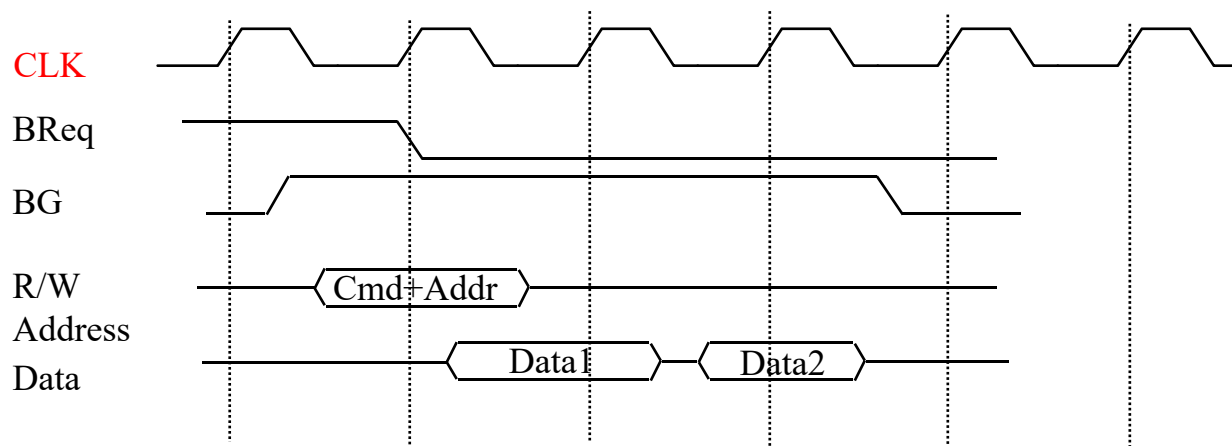 CLK
BReq
BG
R/W
Cmd+Addr
Address
Data
Data1
Data2